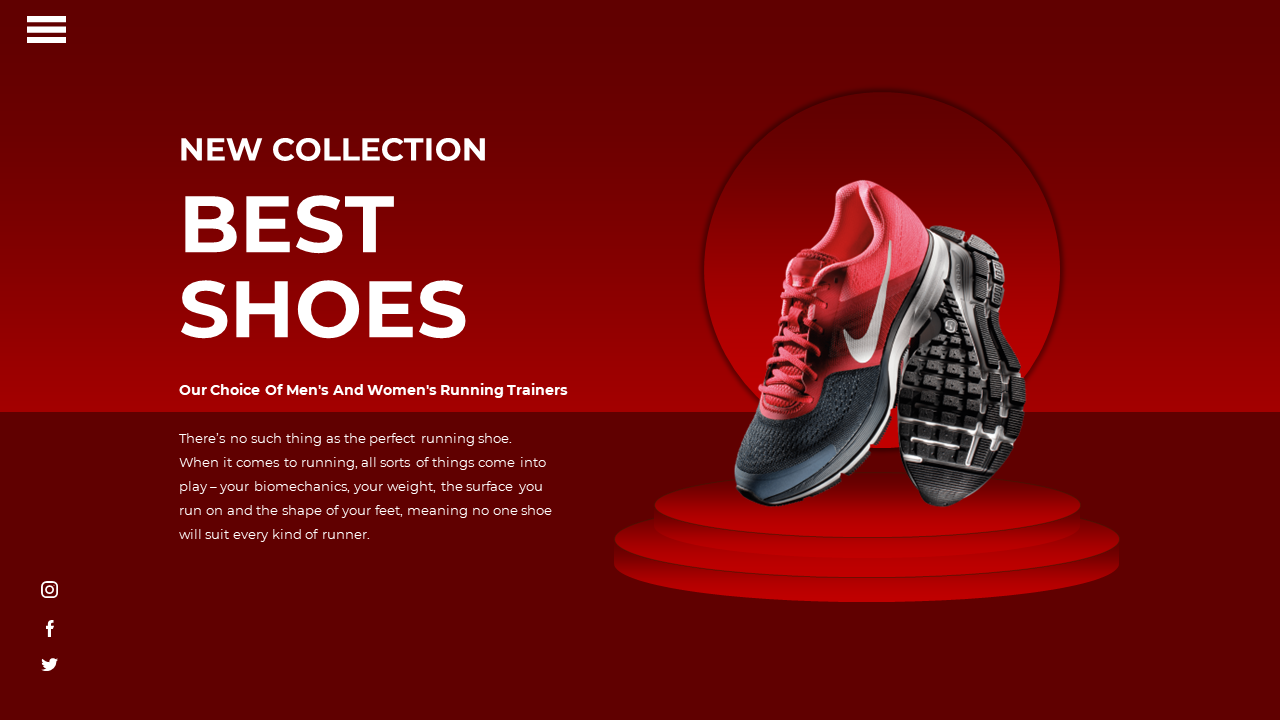 NEW COLLECTION
BEST
SHOES
Our Choice Of Men's And Women's Running Trainers
There's no such thing as the perfect running shoe.
When it comes to running, all sorts of things come into
play – your biomechanics, your weight, the surface you
run on and the shape of your feet, meaning no one shoe
will suit every kind of runner.